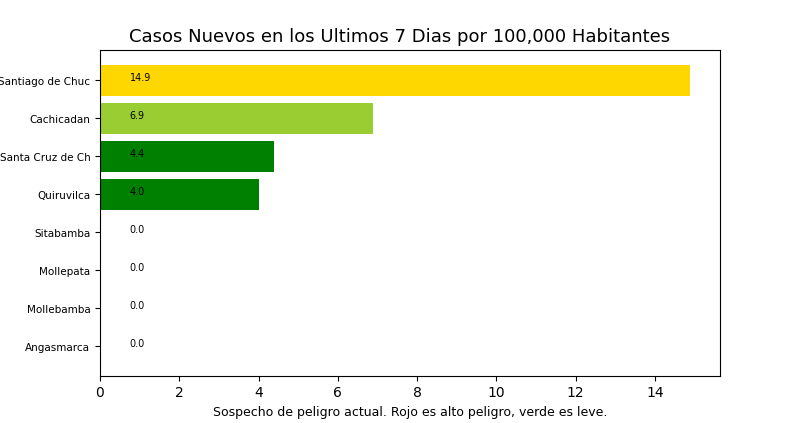 Casos Nuevos en los Ultimos 7 Dias por 100,000 Habitantes
Santiago de Chuc 14.9
Cachicadan 6.9
Santa Cruz de Ch 4.4
Quiruvilca 4.0
Sitabamba 0.0
Mollepata 0.0
Mollebamba 0.0
Angasmarca 0.0
0 2 4 6 8 10 12 14
Sospecho de peligro actual. Rojo es alto peligro, verde es leve.